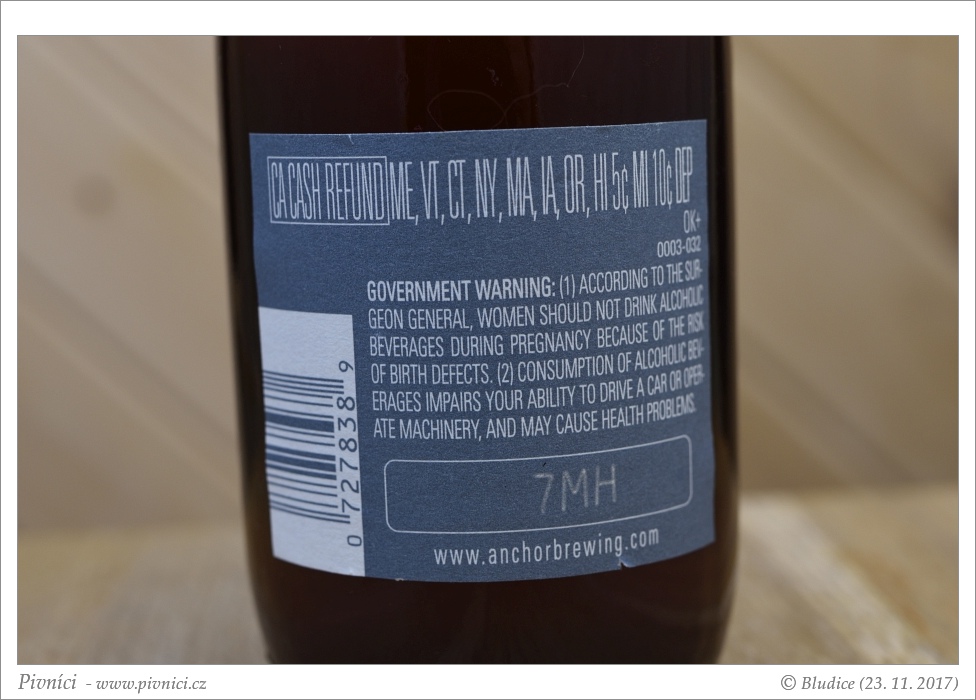 CA CASH REFUND ME, VT, CT, NY, MA, IA, OR, HI 5¢ MI 10¢ DEP
OK+
0003-032
GOVERNMENT WARNING: (1) ACCORDING TO THE SUR-
GEON GENERAL, WOMEN SHOULD NOT DRINK ALCOHOLIC
BEVERAGES DURING PREGNANCY BECAUSE OF THE RISK
OF BIRTH DEFECTS. (2) CONSUMPTION OF ALCOHOLIC BEV-
ERAGES IMPAIRS YOUR ABILITY TO DRIVE A CAR OR OPER-
ATE MACHINERY, AND MAY CAUSE HEALTH PROBLEMS.
0 727838 9
7MH
www.anchorbrewing.com
Pivníci - www.pivnici.cz
© Bludice (23. 11. 2017)